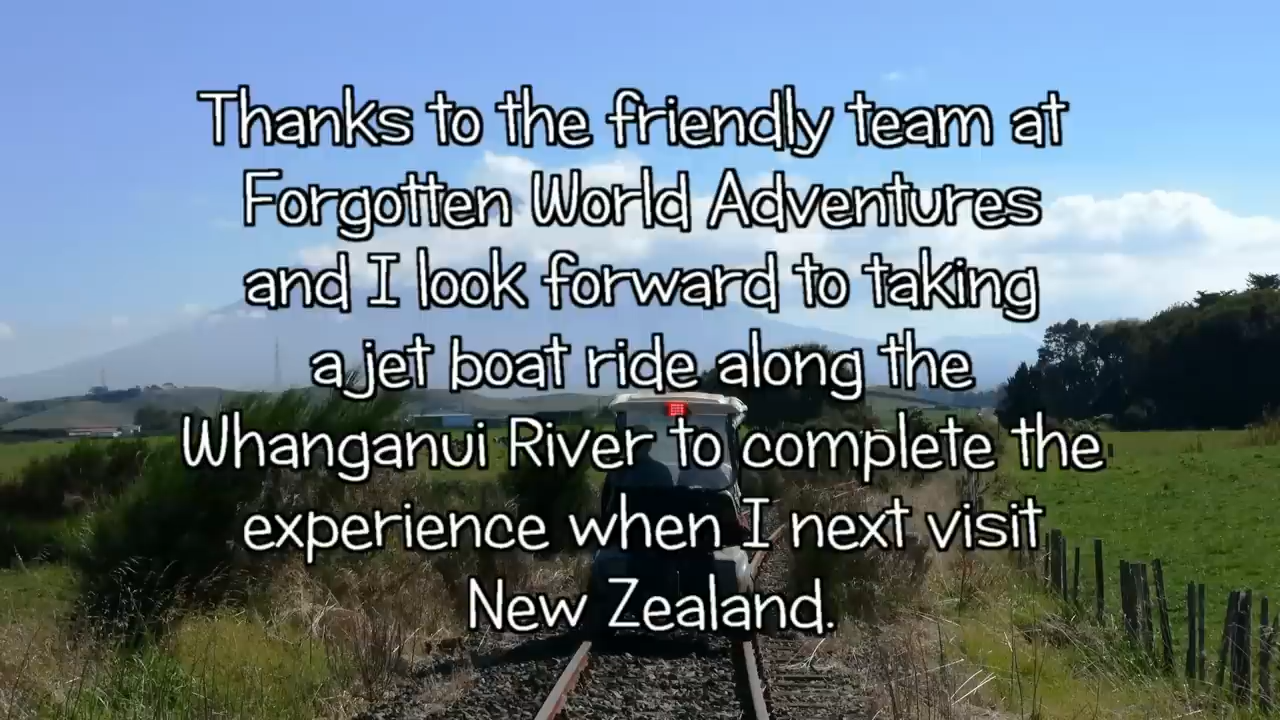 Thanks to the friendly team at
Forgotten World Adventures
and I look forward to taking
a jet boat ride along the
Whanganui River to complete the
experience when I next visit
New Zealand.